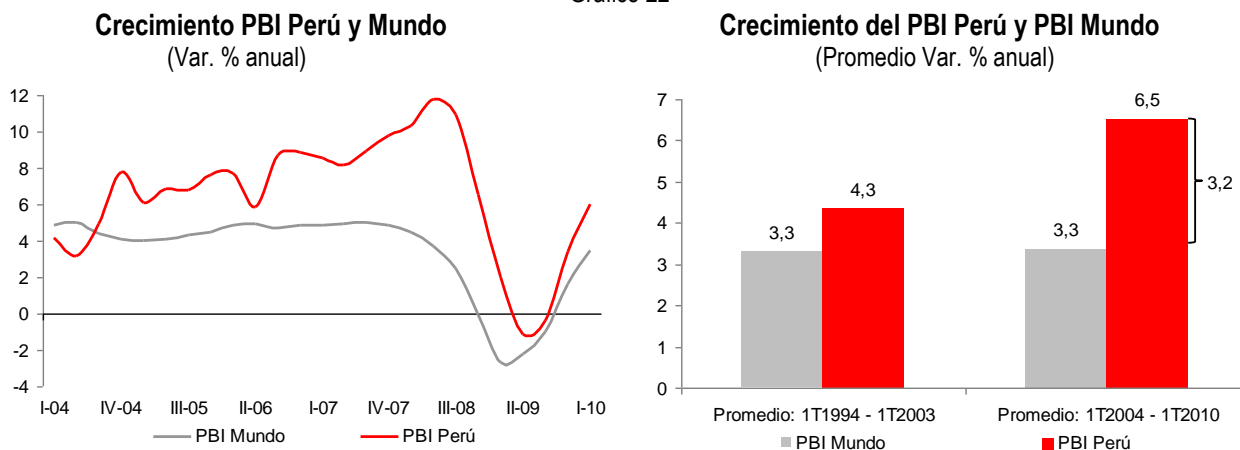 Gráfico 22
Crecimiento PBI Perú y Mundo
(Var. % anual)
12
10
8
6
4
2
0
-2
-4
I-04 IV-04 III-05 II-06 I-07 IV-07 III-08 II-09 I-10
PBI Mundo PBI Perú
Crecimiento del PBI Perú y PBI Mundo
(Promedio Var. % anual)
7
6
5
4
3
2
1
0
3,3 4,3 3,3 6,5 3,2
Promedio: 1T1994 - 1T2003 Promedio: 1T2004 - 1T2010
PBI Mundo PBI Perú